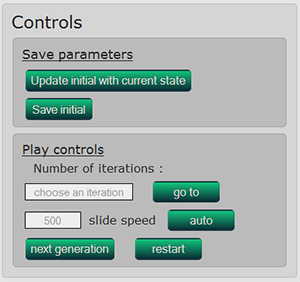 Controls
Save parameters
Update initial with current state
Save initial
Play controls
Number of iterations :
choose an iteration go to
500 slide speed auto
next generation restart